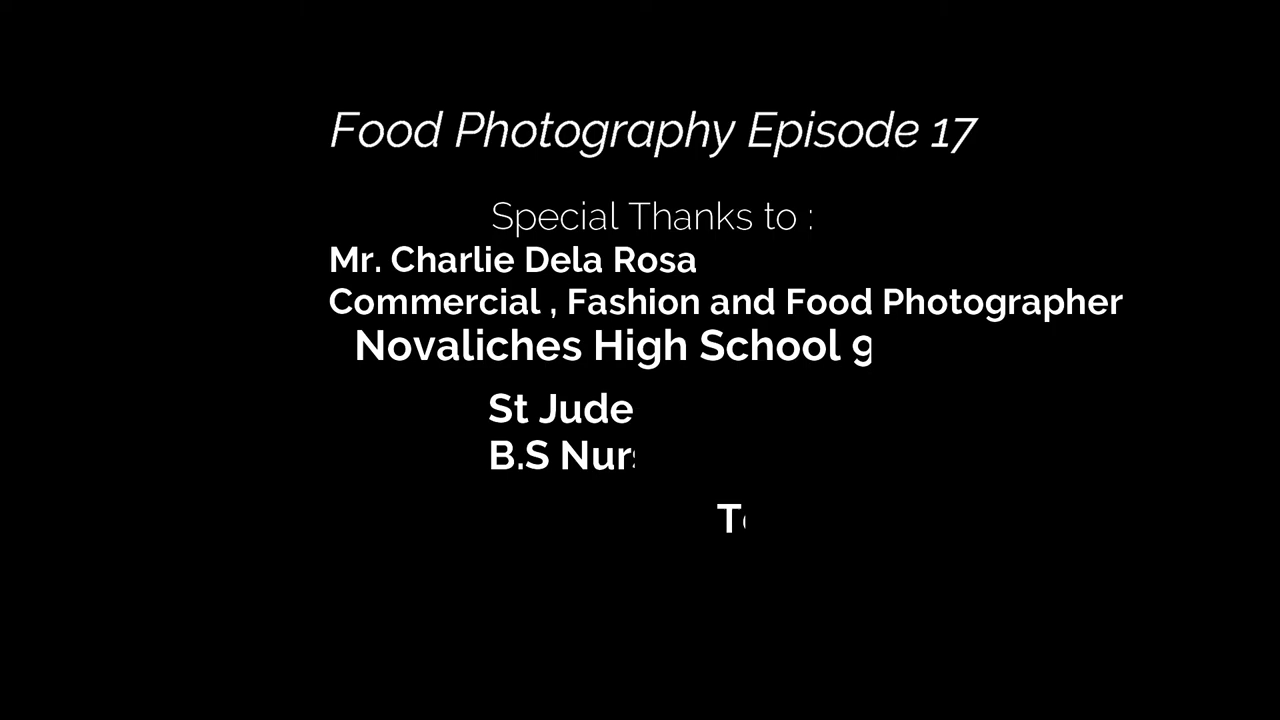 Food Photography Episode 17
Special Thanks to :
Mr. Charlie Dela Rosa
Commercial , Fashion and Food Photographer
Novaliches High School
St Jude
B.S